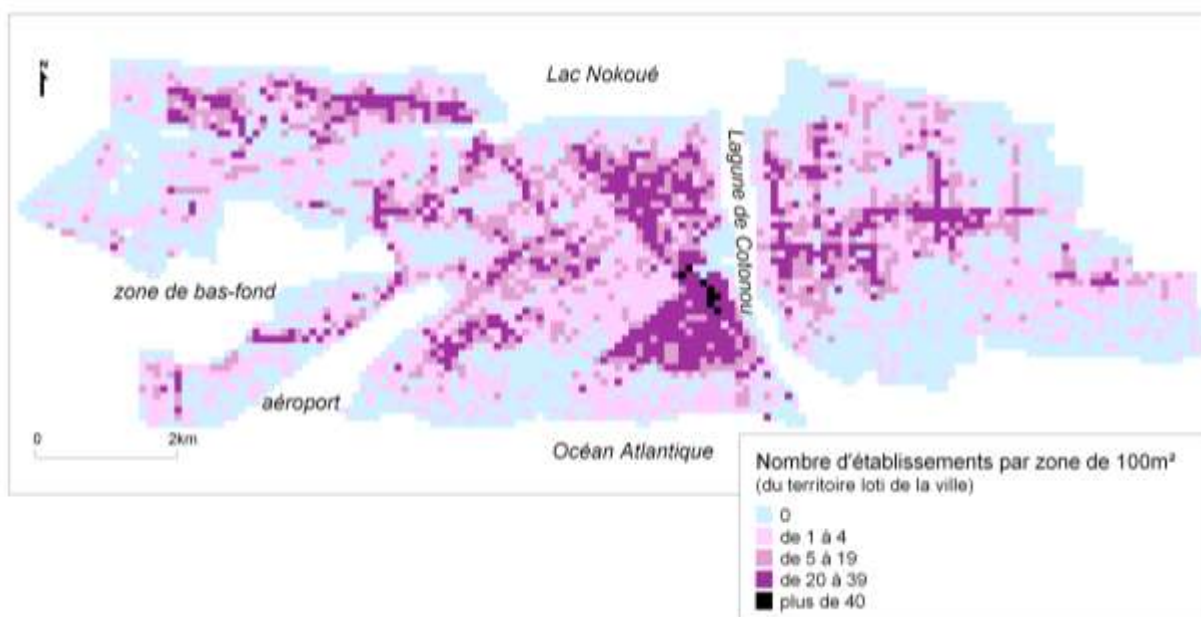 Lac Nokoué
Lagune de Cotonou
zone de bas-fond
aéroport
0 2km
Océan Atlantique
Nombre d'établissements par zone de 100m²
(du territoire loti de la ville)
0
de 1 à 4
de 5 à 19
de 20 à 39
plus de 40